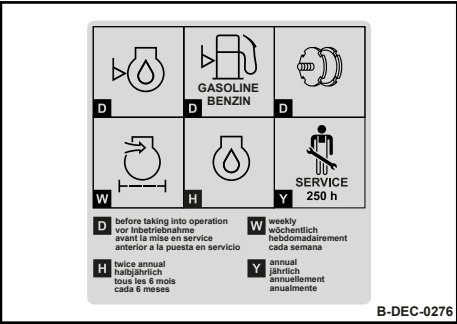 GASOLINE
BENZIN
D
D
D
SERVICE
250 h
W
H
Y
D
before taking into operation
vor Inbetriebnahme
avant la mise en service
anterior a la puesta en servicio
W
weekly
wöchentlich
hebdomadairement
cada semana
H
twice annual
halbjährlich
tous les 6 mois
cada 6 meses
Y
annual
jährlich
annuellement
anualmente
B-DEC-0276